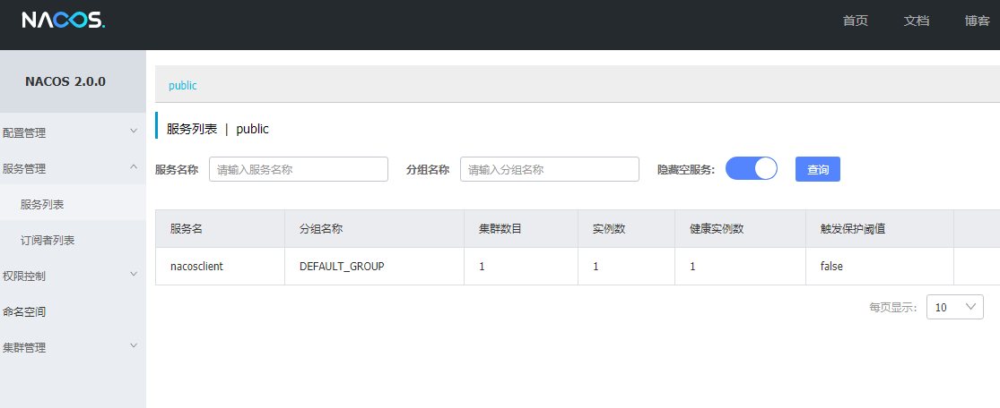 NACOS.
首页 文档 博客
NACOS 2.0.0
配置管理
服务管理
服务列表
订阅者列表
权限控制
命名空间
集群管理
public
服务列表 | public
服务名称 请输入服务名称 分组名称 请输入分组名称 隐藏空服务: 查询
服务名 分组名称 集群数目 实例数 健康实例数 触发保护阈值
nacosclient DEFAULT_GROUP 1 1 1 false
每页显示: 10